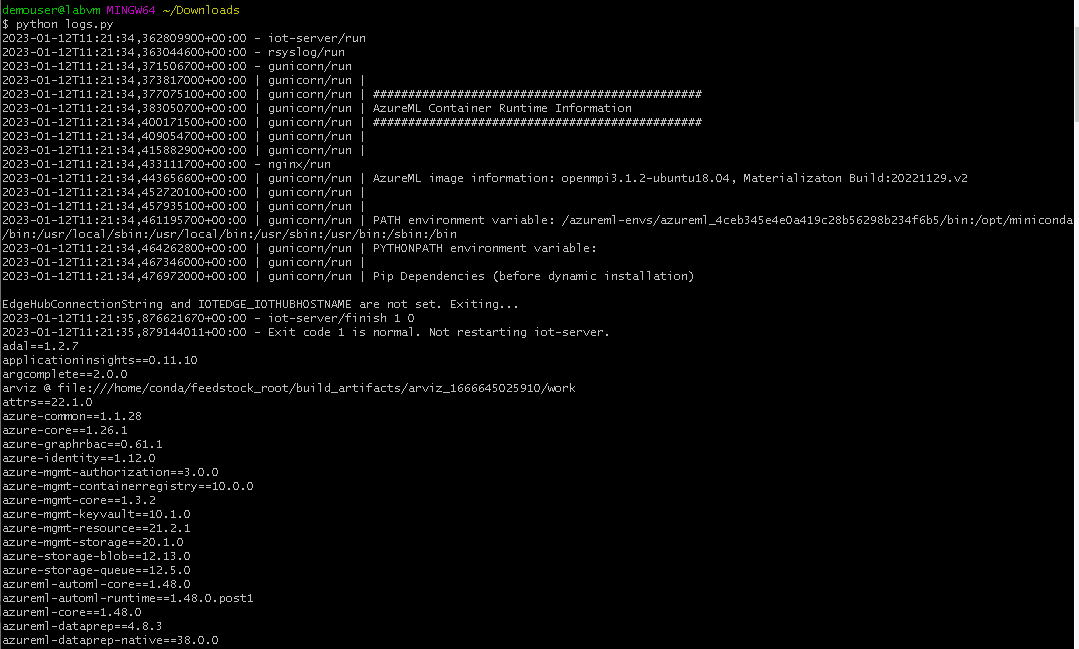 demouser@labvm MINGW64 ~/Downloads
$ python logs.py
2023-01-12T11:21:34,362809900+00:00 - iot-server/run
2023-01-12T11:21:34,363044600+00:00 - rsyslog/run
2023-01-12T11:21:34,371506700+00:00 - gunicorn/run
2023-01-12T11:21:34,373817000+00:00 | gunicorn/run |
2023-01-12T11:21:34,377075100+00:00 | gunicorn/run | ###############################################
2023-01-12T11:21:34,383050700+00:00 | gunicorn/run | AzureML Container Runtime Information
2023-01-12T11:21:34,400171500+00:00 | gunicorn/run | ###############################################
2023-01-12T11:21:34,409054700+00:00 | gunicorn/run |
2023-01-12T11:21:34,415882900+00:00 | gunicorn/run |
2023-01-12T11:21:34,433111700+00:00 - nginx/run
2023-01-12T11:21:34,443656600+00:00 | gunicorn/run | AzureML image information: openmpi3.1.2-ubuntu18.04, Materializaton Build:20221129.v2
2023-01-12T11:21:34,452720100+00:00 | gunicorn/run |
2023-01-12T11:21:34,457935100+00:00 | gunicorn/run |
2023-01-12T11:21:34,461195700+00:00 | gunicorn/run | PATH environment variable: /azureml-envs/azureml_4ceb345e4e0a419c28b56298b234f6b5/bin:/opt/miniconda
/bin:/usr/local/sbin:/usr/local/bin:/usr/sbin:/usr/bin:/sbin:/bin
2023-01-12T11:21:34,464262800+00:00 | gunicorn/run | PYTHONPATH environment variable:
2023-01-12T11:21:34,467346000+00:00 | gunicorn/run |
2023-01-12T11:21:34,476972000+00:00 | gunicorn/run | Pip Dependencies (before dynamic installation)
EdgeHubConnectionString and IOTEDGE_IOTHUBHOSTNAME are not set. Exiting...
2023-01-12T11:21:35,876621670+00:00 - iot-server/finish 1 0
2023-01-12T11:21:35,879144011+00:00 - Exit code 1 is normal. Not restarting iot-server.
adal==1.2.7
applicationinsights==0.11.10
argcomplete==2.0.0
arviz @ file:///home/conda/feedstock_root/build_artifacts/arviz_1666645025910/work
attrs==22.1.0
azure-common==1.1.28
azure-core==1.26.1
azure-graphrbac==0.61.1
azure-identity==1.12.0
azure-mgmt-authorization==3.0.0
azure-mgmt-containerregistry==10.0.0
azure-mgmt-core==1.3.2
azure-mgmt-keyvault==10.1.0
azure-mgmt-resource==21.2.1
azure-mgmt-storage==20.1.0
azure-storage-blob==12.13.0
azure-storage-queue==12.5.0
azureml-automl-core==1.48.0
azureml-automl-runtime==1.48.0.post1
azureml-core==1.48.0
azureml-dataprep==4.8.3
azureml-dataprep-native==38.0.0